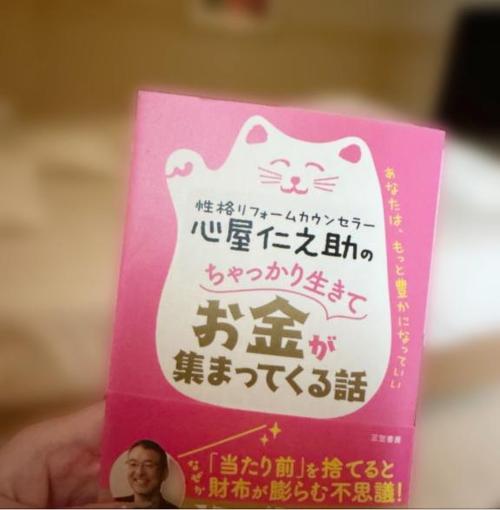 性格リフォームカウンセラー
心屋仁之助の
ちゃっかり生きて
お金が
集まってくる話
あなたは、もっと豊かになっていい
三笠書房
なぜか
「当たり前」を捨てると
財布が膨らむ不思議!